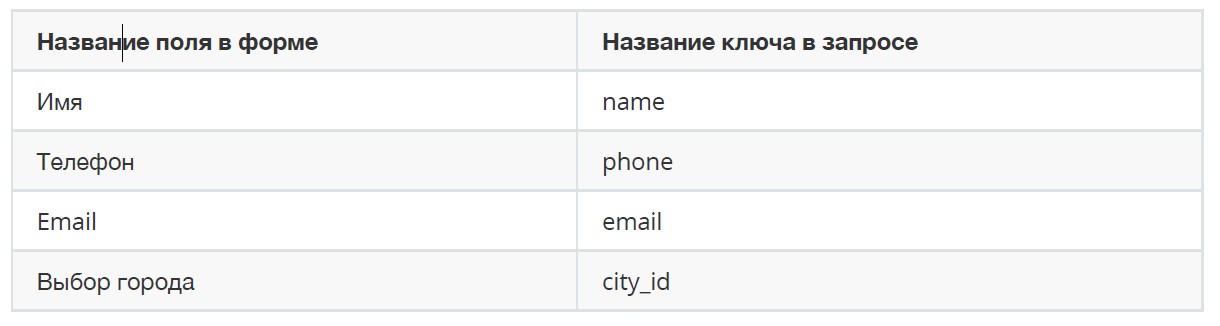 Название поля в форме Название ключа в запросе
Имя name
Телефон phone
Email email
Выбор города city_id